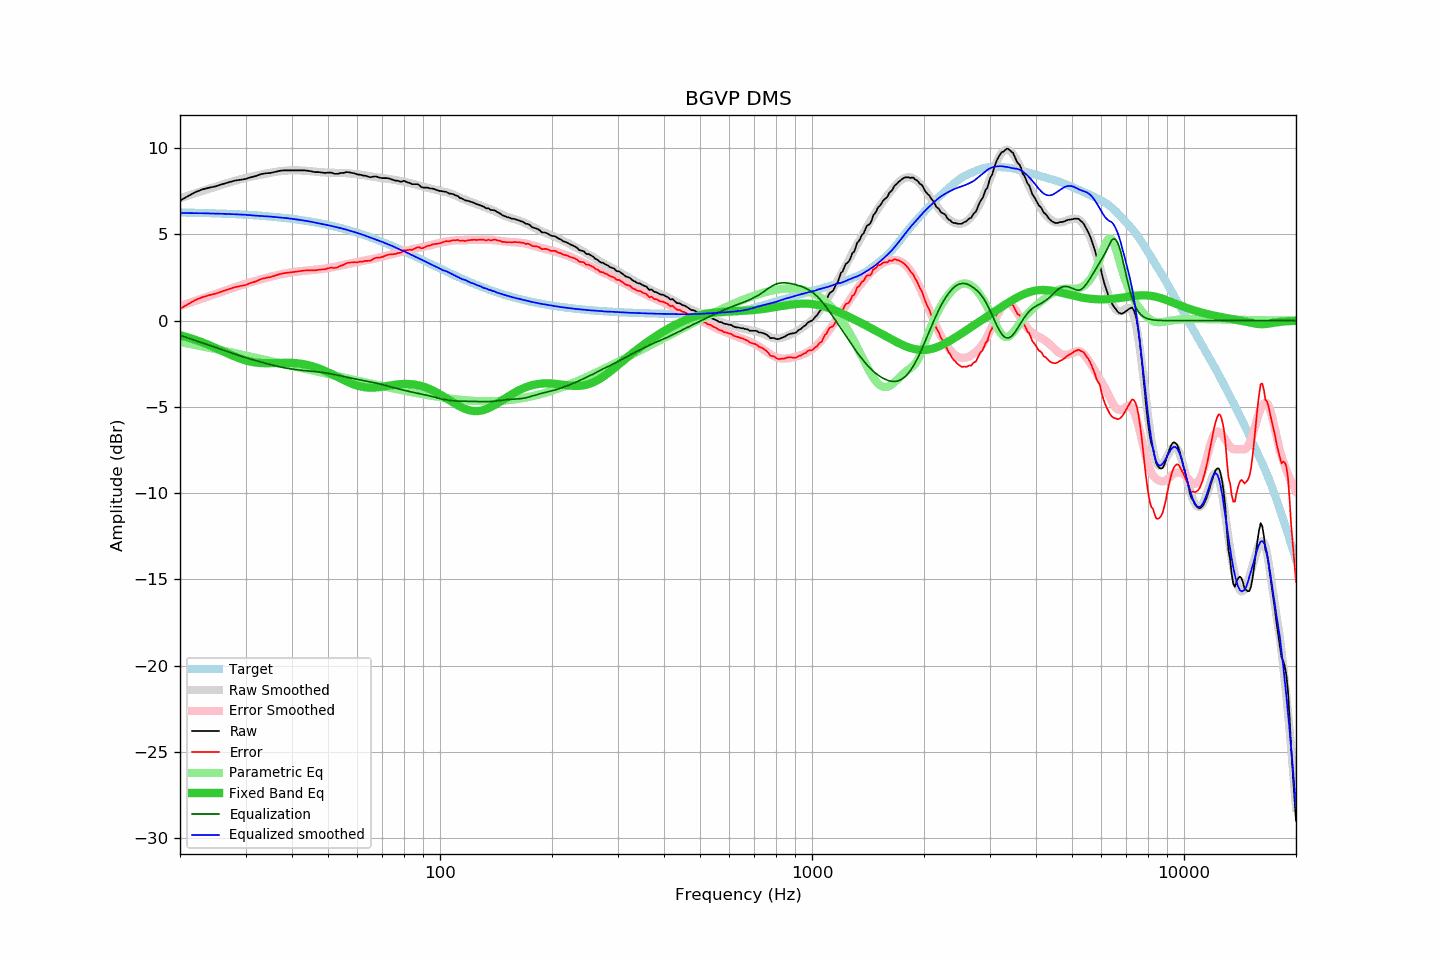 BGVP DMS
10
5
0
−5
−10
−15
−20
−25
−30
Amplitude (dBr)
Target
Raw Smoothed
Error Smoothed
Raw
Error
Parametric Eq
Fixed Band Eq
Equalization
Equalized smoothed
100 1000 10000
Frequency (Hz)